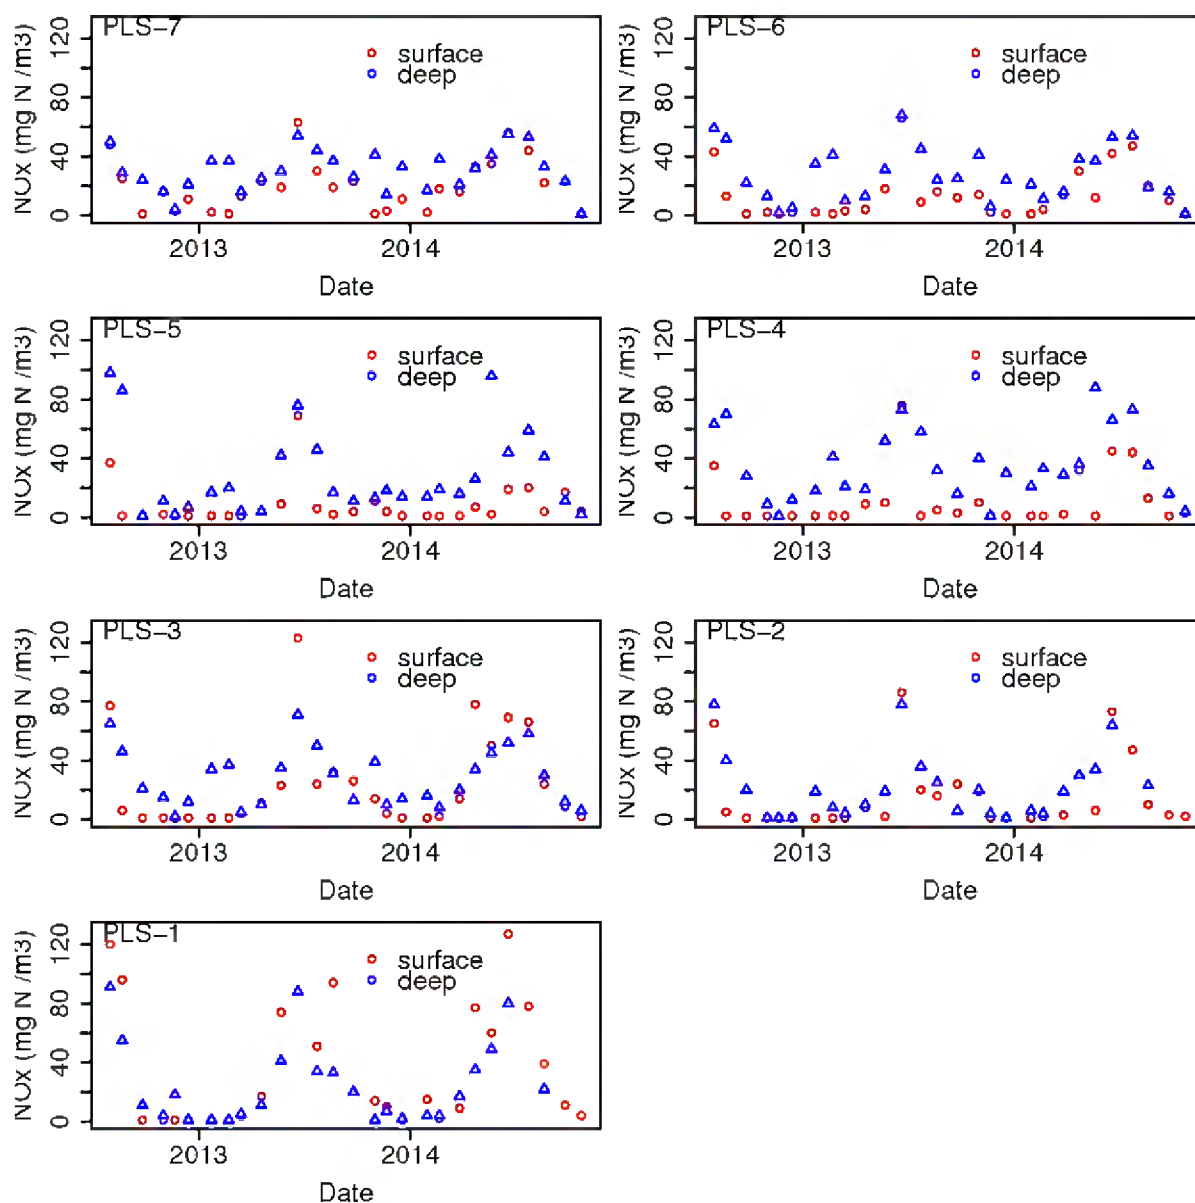 PLS-7
surface
deep
NOx (mg N /m3)
0 40 80 120
2013 2014
Date
PLS-6
surface
deep
NOx (mg N /m3)
0 40 80 120
2013 2014
Date
PLS-5
surface
deep
NOx (mg N /m3)
0 40 80 120
2013 2014
Date
PLS-4
surface
deep
NOx (mg N /m3)
0 40 80 120
2013 2014
Date
PLS-3
surface
deep
NOx (mg N /m3)
0 40 80 120
2013 2014
Date
PLS-2
surface
deep
NOx (mg N /m3)
0 40 80 120
2013 2014
Date
PLS-1
surface
deep
NOx (mg N /m3)
0 40 80 120
2013 2014
Date